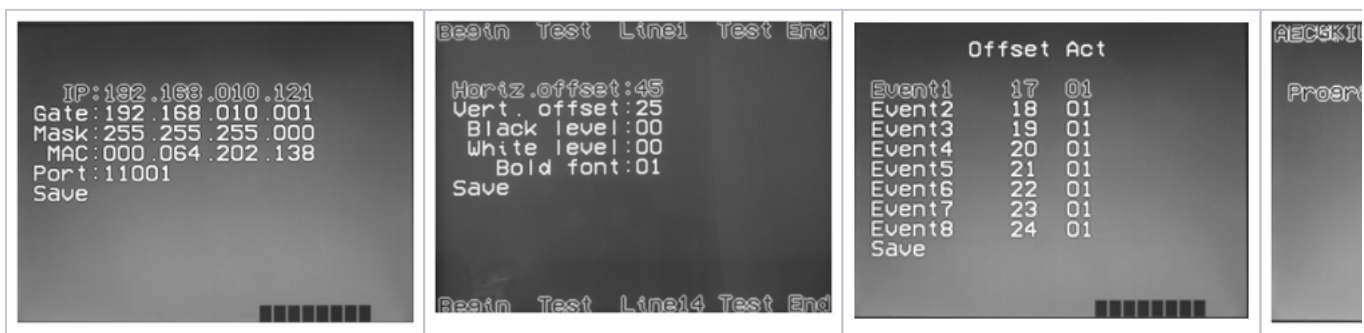 IP:192.168.010.121
Gate:192.168.010.001
Mask:255.255.255.000
MAC:000.064.202.138
Port:11001
Save
Begin Test Line1 Test End
Horiz.offset:45
Vert. offset:25
Black level:00
White level:00
Bold font:01
Save
Begin Test Line14 Test End
Offset Act
Event1 17 01
Event2 18 01
Event3 19 01
Event4 20 01
Event5 21 01
Event6 22 01
Event7 23 01
Event8 24 01
Save